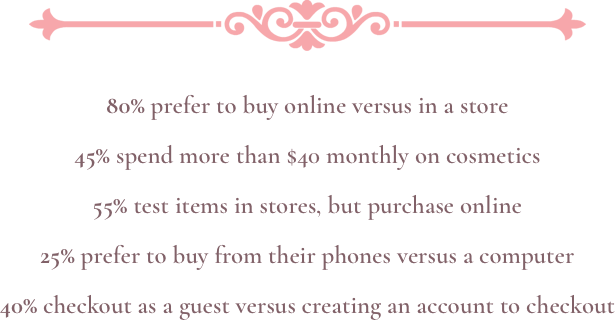 80% prefer to buy online versus in a store
45% spend more than $40 monthly on cosmetics
55% test items in stores, but purchase online
25% prefer to buy from their phones versus a computer
40% checkout as a guest versus creating an account to checkout